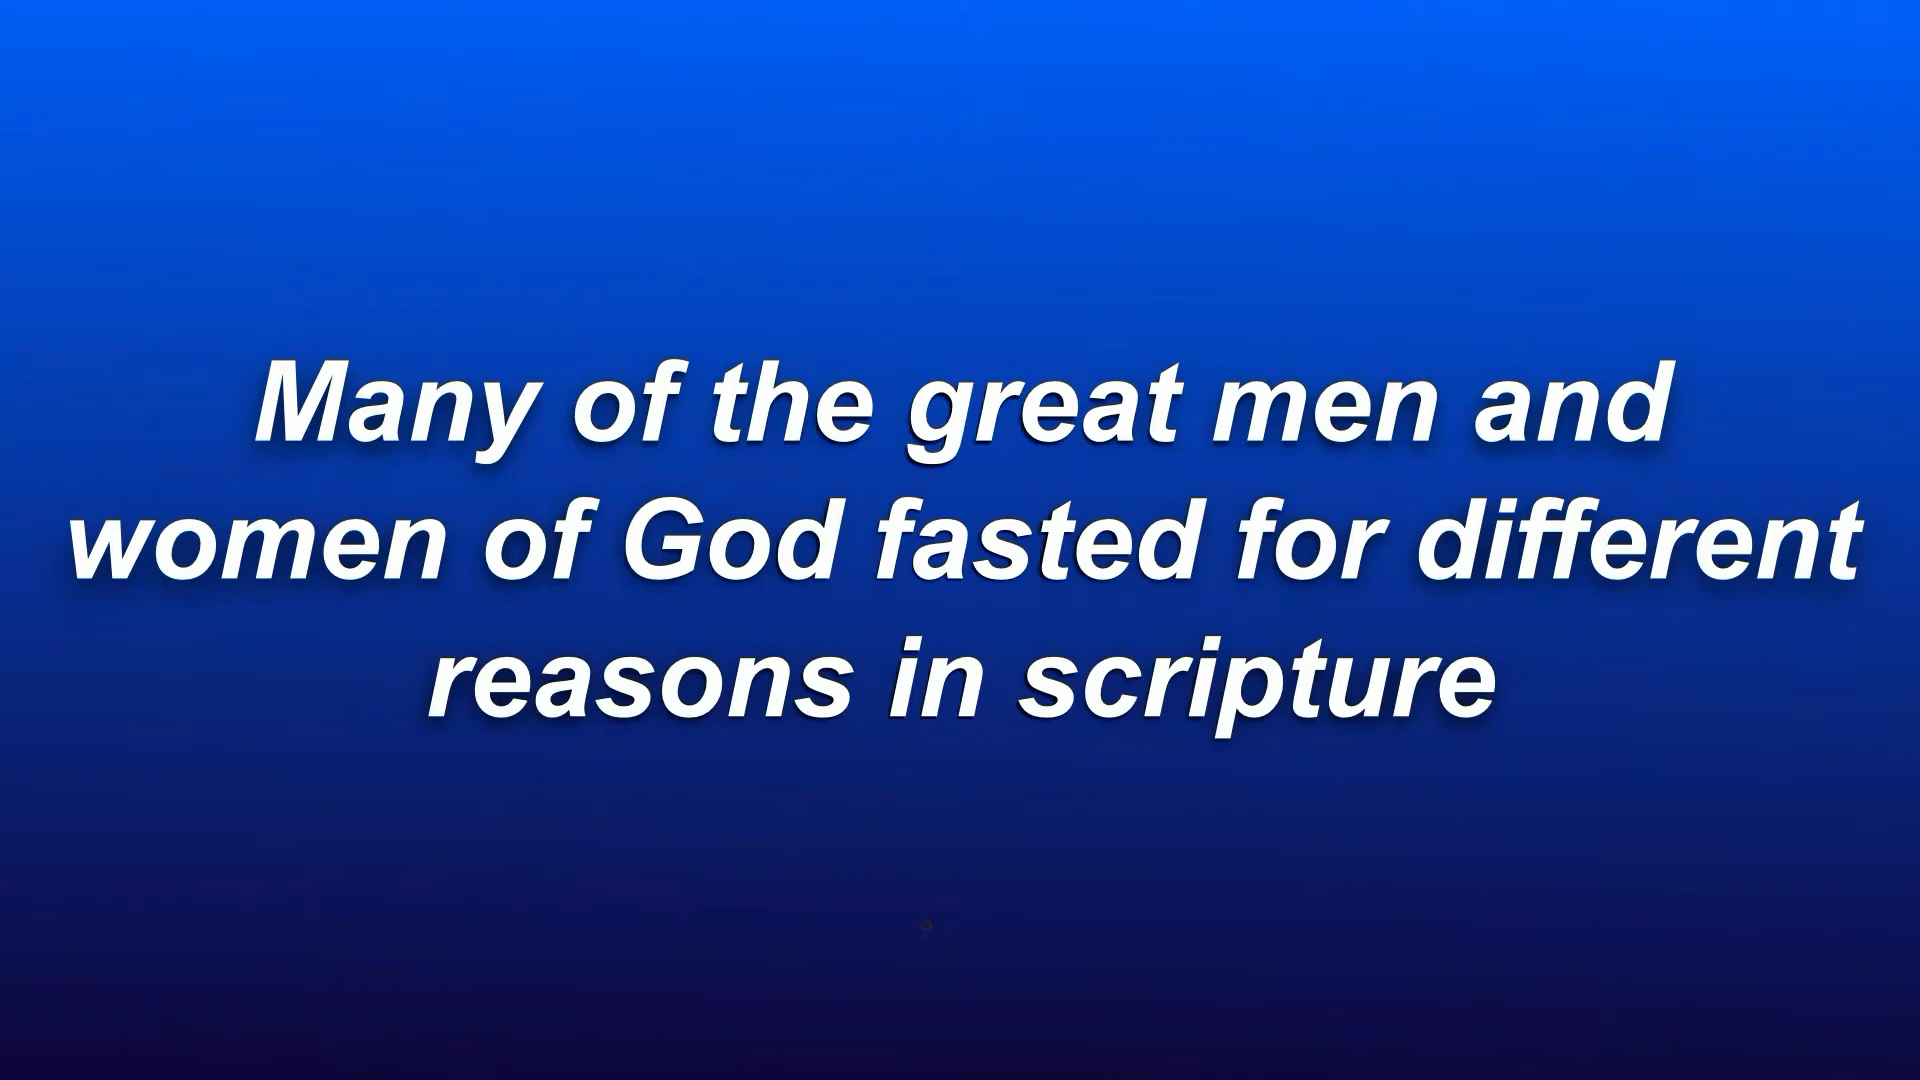 Many of the great men and
women of God fasted for different
reasons in scripture